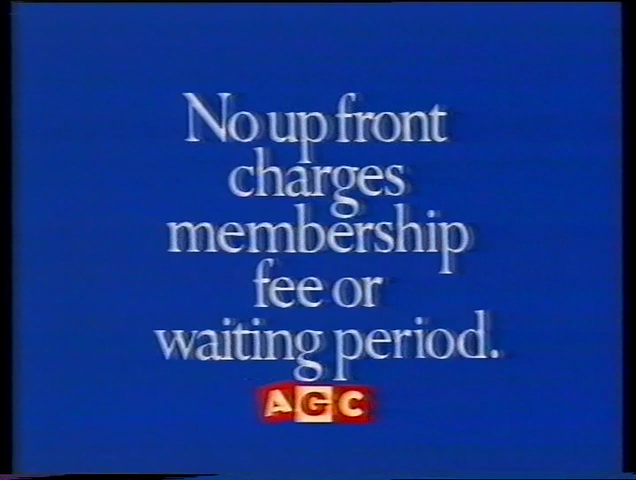 No up front
charges
membership
fee or
waiting period.
AGC